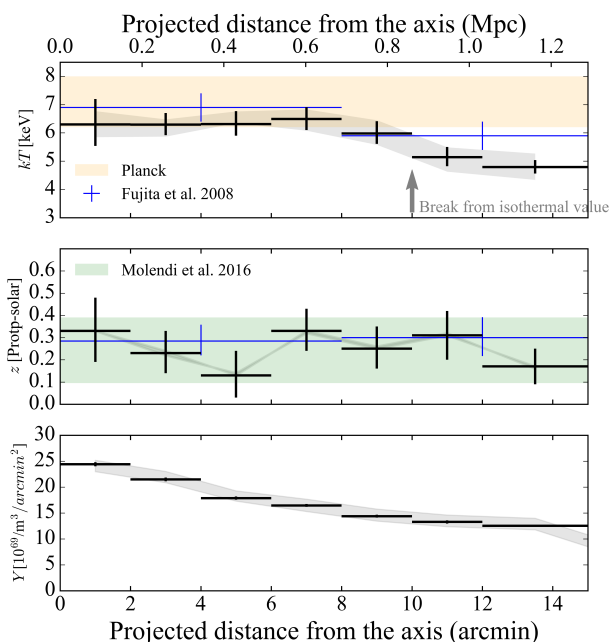 Projected distance from the axis (Mpc)
0.0 0.2 0.4 0.6 0.8 1.0 1.2
8
7
6
5
4
3
kT [keV]
Planck
Fujita et al. 2008
Break from isothermal value
0.7
0.6
0.5
0.4
0.3
0.2
0.1
0.0
z [Protp-solar]
Molendi et al. 2016
30
25
20
15
10
5
0
Y [10^69/m^3/arcmin^2]
0 2 4 6 8 10 12 14
Projected distance from the axis (arcmin)